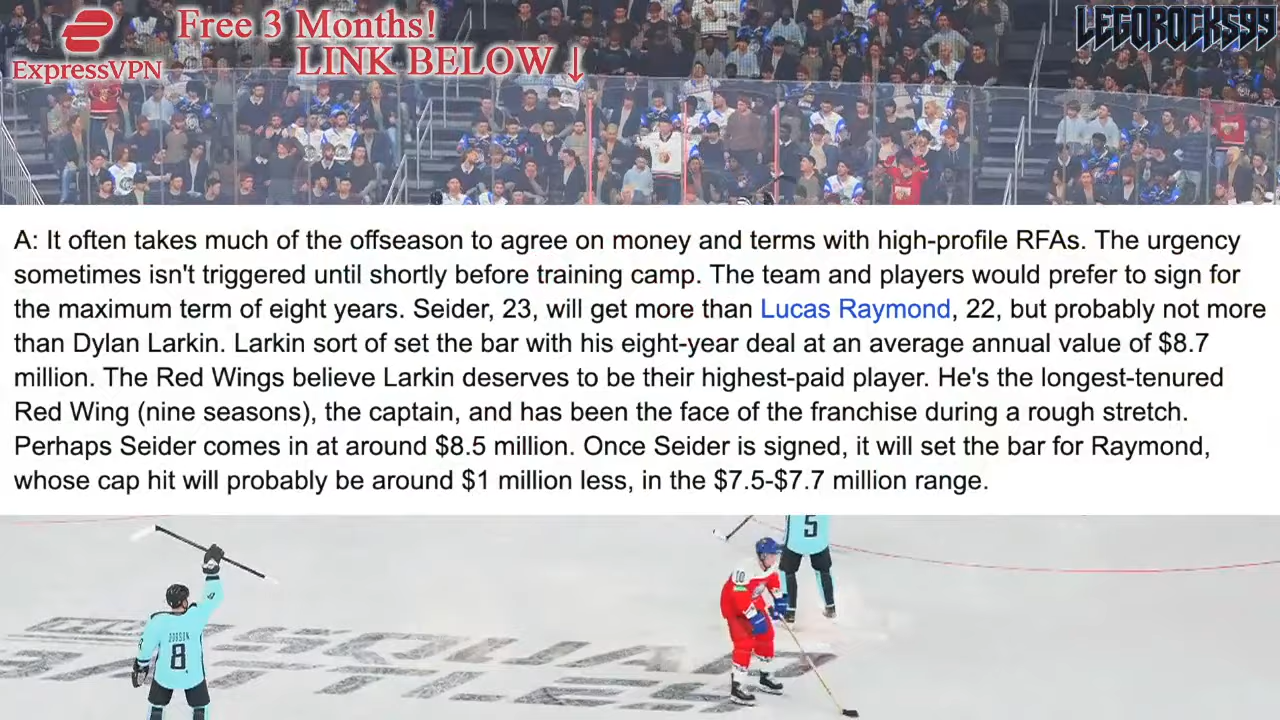 Free 3 Months!
LINK BELOW ↓
ExpressVPN
LEGOROCKS99
A: It often takes much of the offseason to agree on money and terms with high-profile RFAs. The urgency
sometimes isn't triggered until shortly before training camp. The team and players would prefer to sign for
the maximum term of eight years. Seider, 23, will get more than Lucas Raymond, 22, but probably not more
than Dylan Larkin. Larkin sort of set the bar with his eight-year deal at an average annual value of $8.7
million. The Red Wings believe Larkin deserves to be their highest-paid player. He's the longest-tenured
Red Wing (nine seasons), the captain, and has been the face of the franchise during a rough stretch.
Perhaps Seider comes in at around $8.5 million. Once Seider is signed, it will set the bar for Raymond,
whose cap hit will probably be around $1 million less, in the $7.5-$7.7 million range.
5
10
8
SQUAD
BATTLES